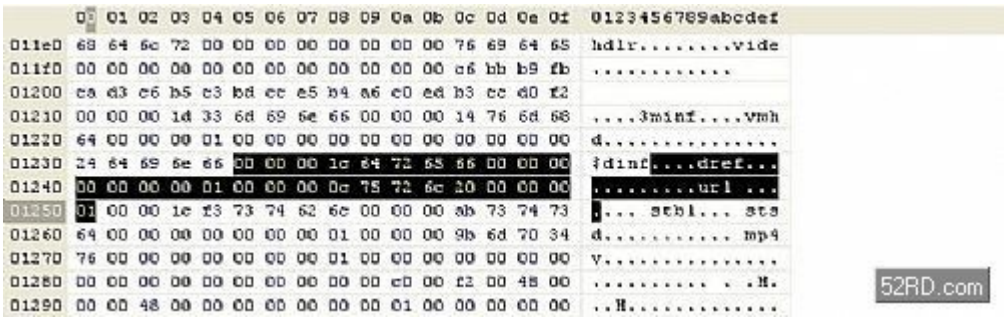 00 01 02 03 04 05 06 07 08 09 0a 0b 0c 0d 0e 0f 0123456789abcdef
011e0 68 64 6c 72 00 00 00 00 00 00 00 00 76 69 64 65 hdlr........vide
011f0 00 00 00 00 00 00 00 00 00 00 00 00 c6 bb b9 fb ............
01200 ca d3 c6 b5 c3 bd cc e5 b4 a6 c0 ed b3 cc d0 f2
01210 00 00 00 1d 33 6d 69 6e 66 00 00 00 14 76 6d 68 ....3minf....vmh
01220 64 00 00 00 01 00 00 00 00 00 00 00 00 00 00 00 d...............
01230 24 64 69 6e 66 00 00 00 1c 64 72 65 66 00 00 00 $dinf....dref...
01240 00 00 00 00 01 00 00 00 0c 75 72 6c 20 00 00 00 .........url ...
01250 01 00 00 1e f3 73 74 62 6c 00 00 00 ab 73 74 73 .... stbl... sts
01260 64 00 00 00 00 00 00 00 01 00 00 00 9b 6d 70 34 d............ mp4
01270 76 00 00 00 00 00 00 00 01 00 00 00 00 00 00 00 v...............
01280 00 00 00 00 00 00 00 00 00 00 c0 00 f2 00 48 00 .......... . .H.
01290 00 00 48 00 00 00 00 00 00 00 01 00 00 00 00 00 ..H.............
52RD.com